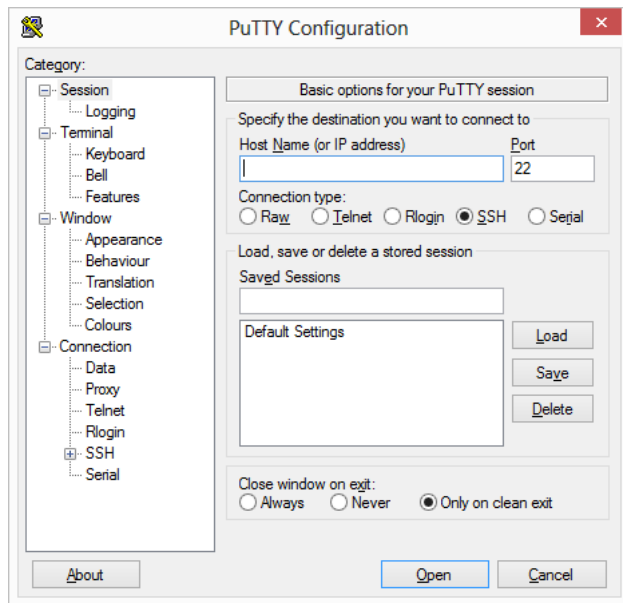 PuTTY Configuration
Category:
Session
Logging
Terminal
Keyboard
Bell
Features
Window
Appearance
Behaviour
Translation
Selection
Colours
Connection
Data
Proxy
Telnet
Rlogin
SSH
Serial
Basic options for your PuTTY session
Specify the destination you want to connect to
Host Name (or IP address) Port
22
Connection type:
Raw Telnet Rlogin SSH Serial
Load, save or delete a stored session
Saved Sessions
Default Settings
Load
Save
Delete
Close window on exit:
Always Never Only on clean exit
About Open Cancel